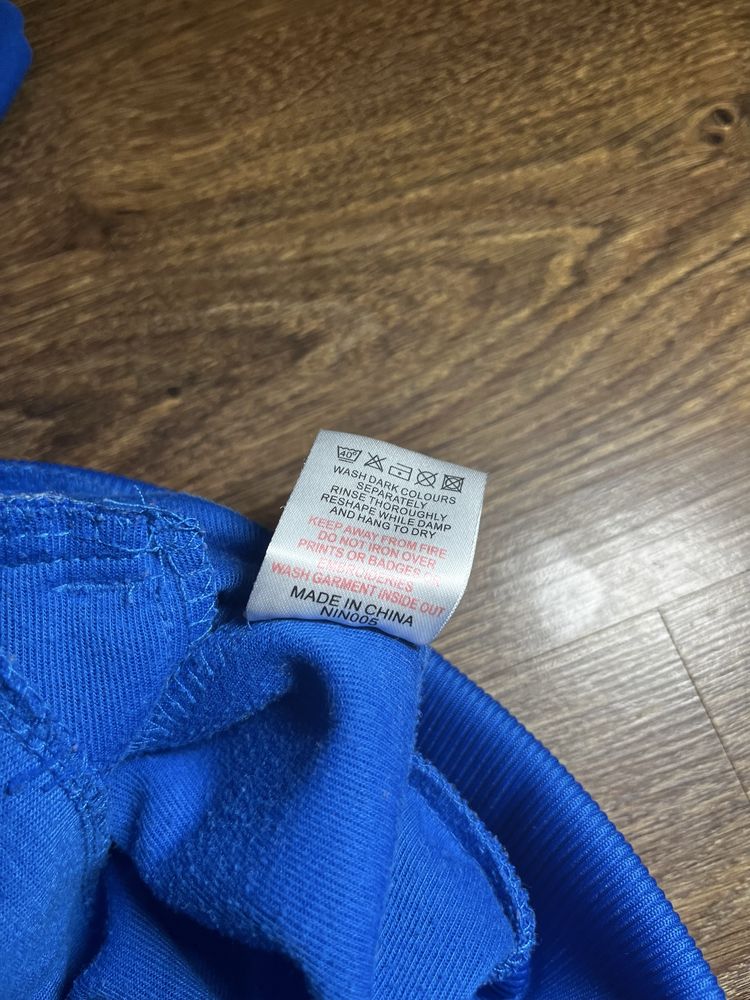 40°
WASH DARK COLOURS
SEPARATELY
RINSE THOROUGHLY
RESHAPE WHILE DAMP
AND HANG TO DRY
KEEP AWAY FROM FIRE
DO NOT IRON OVER
PRINTS OR BADGES OR
EMBROIDERIES
WASH GARMENT INSIDE OUT
MADE IN CHINA
NIN005